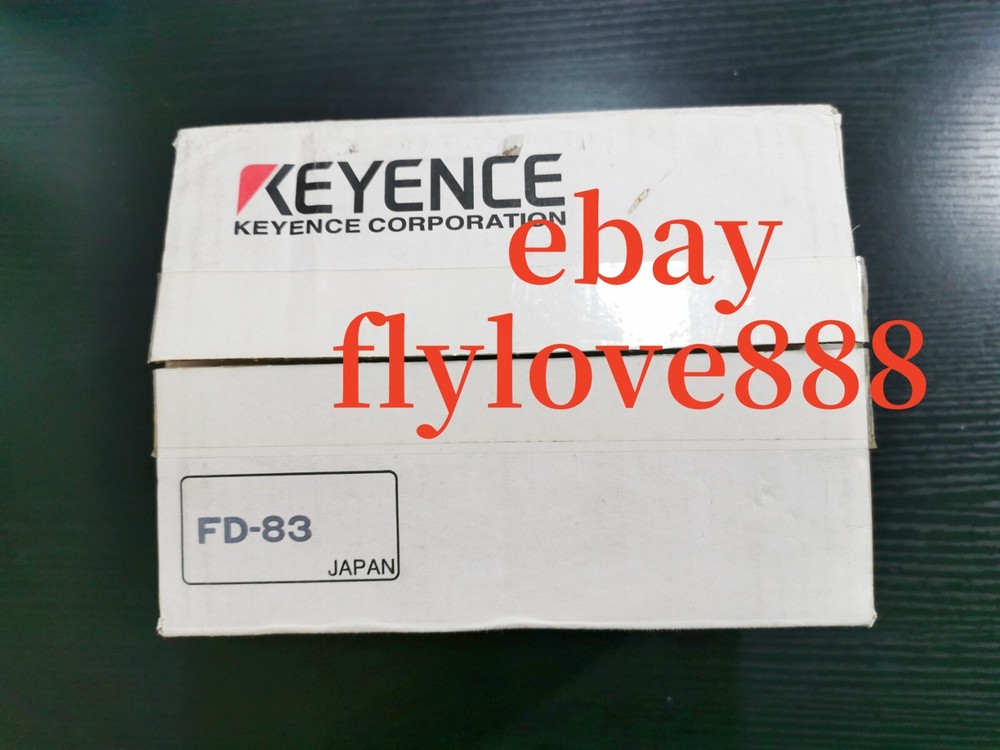 KEYENCE
KEYENCE CORPORATION
ebay
flylove888
FD-83
JAPAN